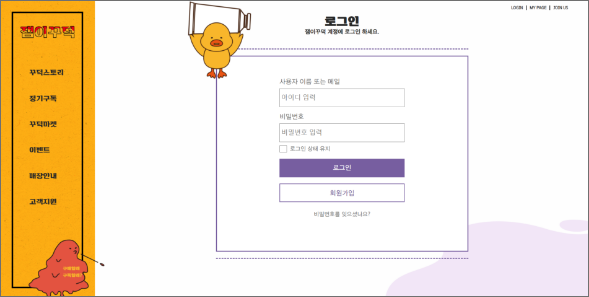 LOGIN | MY PAGE | JOIN US
잼이꾸덕
꾸덕스토리
정기구독
꾸덕마켓
이벤트
매장안내
고객지원
로그인
잼이꾸덕 계정에 로그인 하세요.
사용자 이름 또는 메일
아이디 입력
비밀번호
비밀번호 입력
로그인 상태 유지
로그인
회원가입
비밀번호를 잊으셨나요?